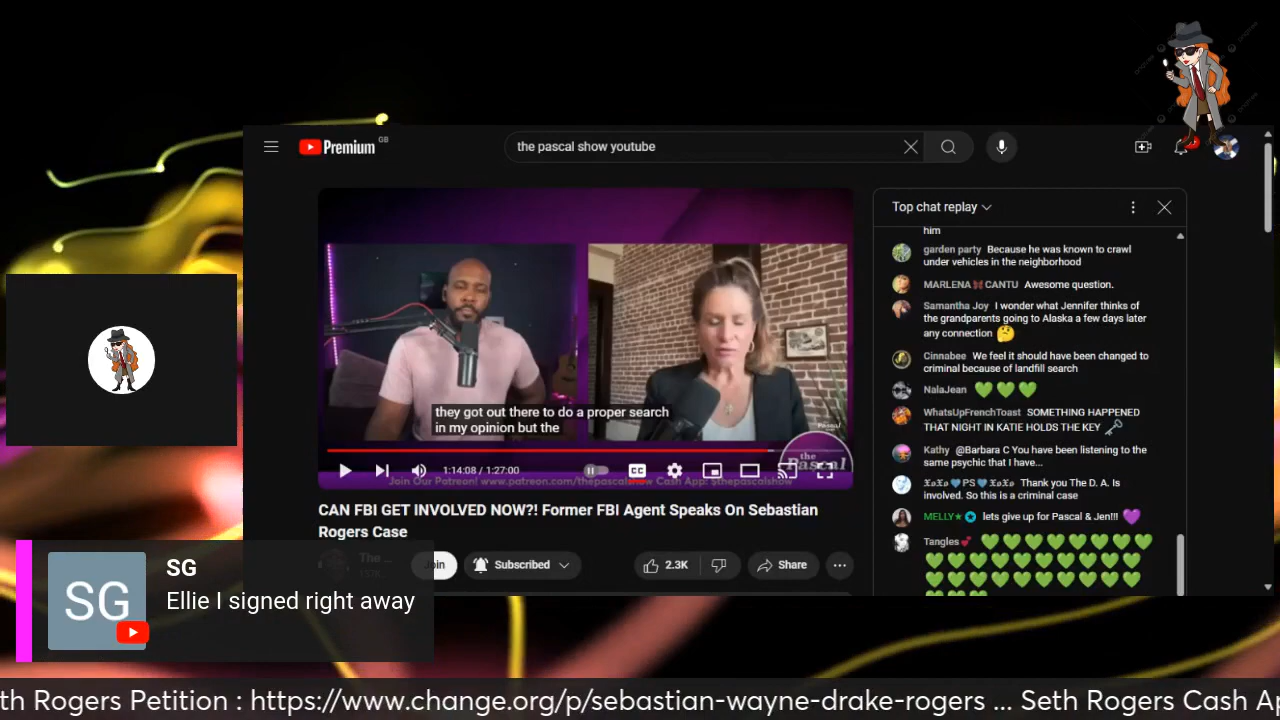 Premium GB
the pascal show youtube
they got out there to do a proper search
in my opinion but the
the
Pascal
1:14:08 / 1:27:00
CC
Join Our Patreon! www.patreon.com/thepascalshow Cash App: $thepascalshow
CAN FBI GET INVOLVED NOW?! Former FBI Agent Speaks On Sebastian
Rogers Case
The ...
Join
Subscribed
2.3K
Share
Top chat replay
him
garden party Because he was known to crawl
under vehicles in the neighborhood
MARLENA CANTU Awesome question.
Samantha Joy I wonder what Jennifer thinks of
the grandparents going to Alaska a few days later
any connection 🤔
Cinnabee We feel it should have been changed to
criminal because of landfill search
NalaJean 💚 💚 💚
WhatsUpFrenchToast SOMETHING HAPPENED
THAT NIGHT IN KATIE HOLDS THE KEY 🗝
Kathy @Barbara C You have been listening to the
same psychic that I have...
PS Thank you The D. A. Is
involved. So this is a criminal case
MELLY★ lets give up for Pascal & Jen!!! 💜
Tangles 💕
SG
SG
Ellie I signed right away
th Rogers Petition : https://www.change.org/p/sebastian-wayne-drake-rogers ... Seth Rogers Cash Ap